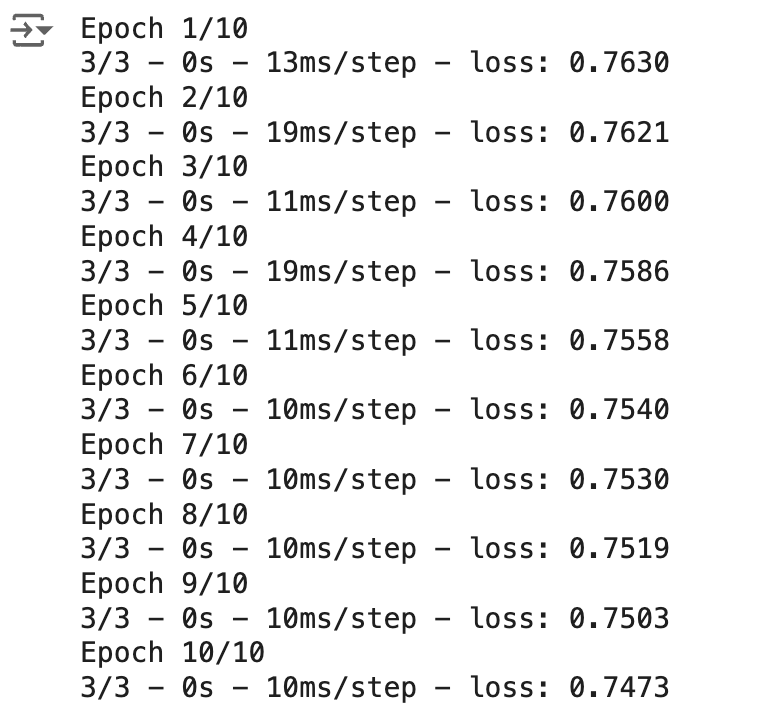 Epoch 1/10
3/3 - 0s - 13ms/step - loss: 0.7630
Epoch 2/10
3/3 - 0s - 19ms/step - loss: 0.7621
Epoch 3/10
3/3 - 0s - 11ms/step - loss: 0.7600
Epoch 4/10
3/3 - 0s - 19ms/step - loss: 0.7586
Epoch 5/10
3/3 - 0s - 11ms/step - loss: 0.7558
Epoch 6/10
3/3 - 0s - 10ms/step - loss: 0.7540
Epoch 7/10
3/3 - 0s - 10ms/step - loss: 0.7530
Epoch 8/10
3/3 - 0s - 10ms/step - loss: 0.7519
Epoch 9/10
3/3 - 0s - 10ms/step - loss: 0.7503
Epoch 10/10
3/3 - 0s - 10ms/step - loss: 0.7473